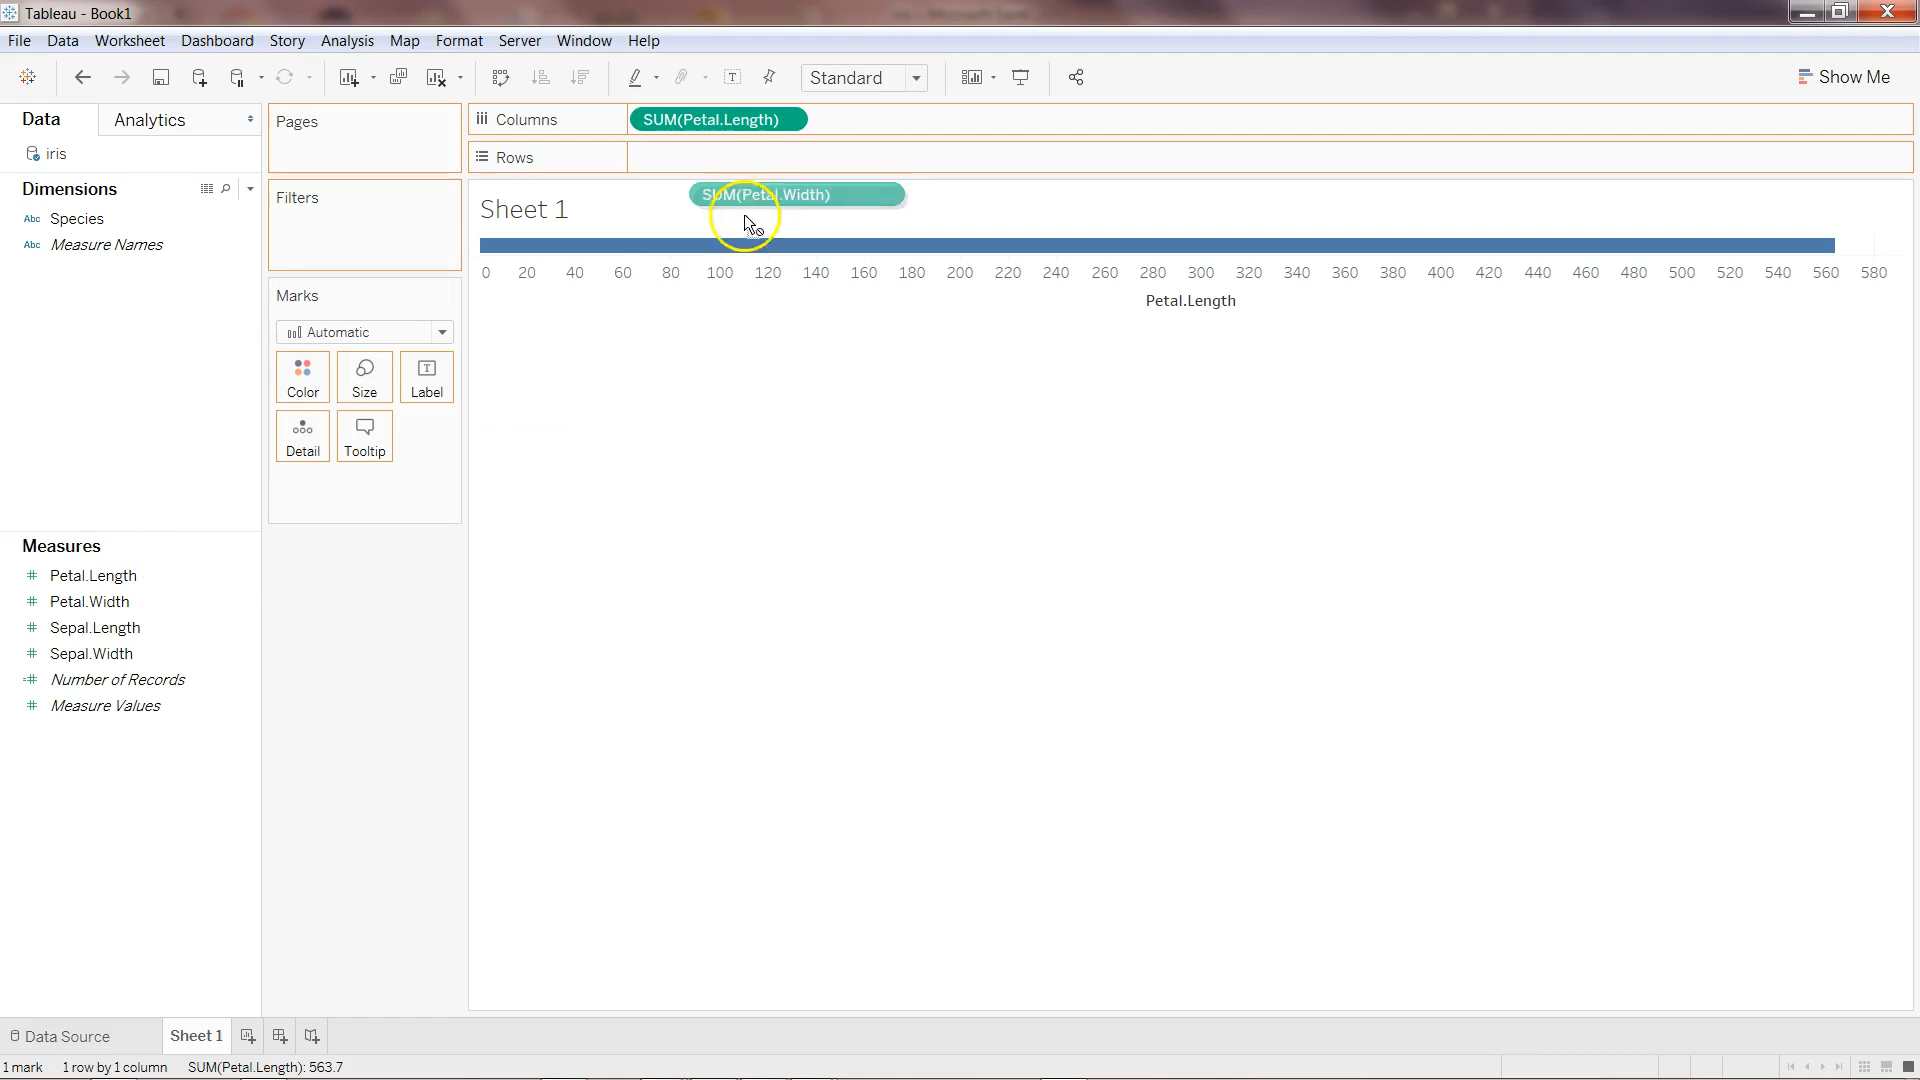 Tableau - Book1
File Data Worksheet Dashboard Story Analysis Map Format Server Window Help
Standard
Show Me
Data Analytics
iris
Dimensions
Abc Species
Abc Measure Names
Measures
Petal.Length
Petal.Width
Sepal.Length
Sepal.Width
Number of Records
Measure Values
Pages
Filters
Marks
Automatic
Color Size Label
Detail Tooltip
Columns SUM(Petal.Length)
Rows
SUM(Petal.Width)
Sheet 1
0 20 40 60 80 100 120 140 160 180 200 220 240 260 280 300 320 340 360 380 400 420 440 460 480 500 520 540 560 580
Petal.Length
Data Source Sheet 1
1 mark 1 row by 1 column SUM(Petal.Length): 563.7